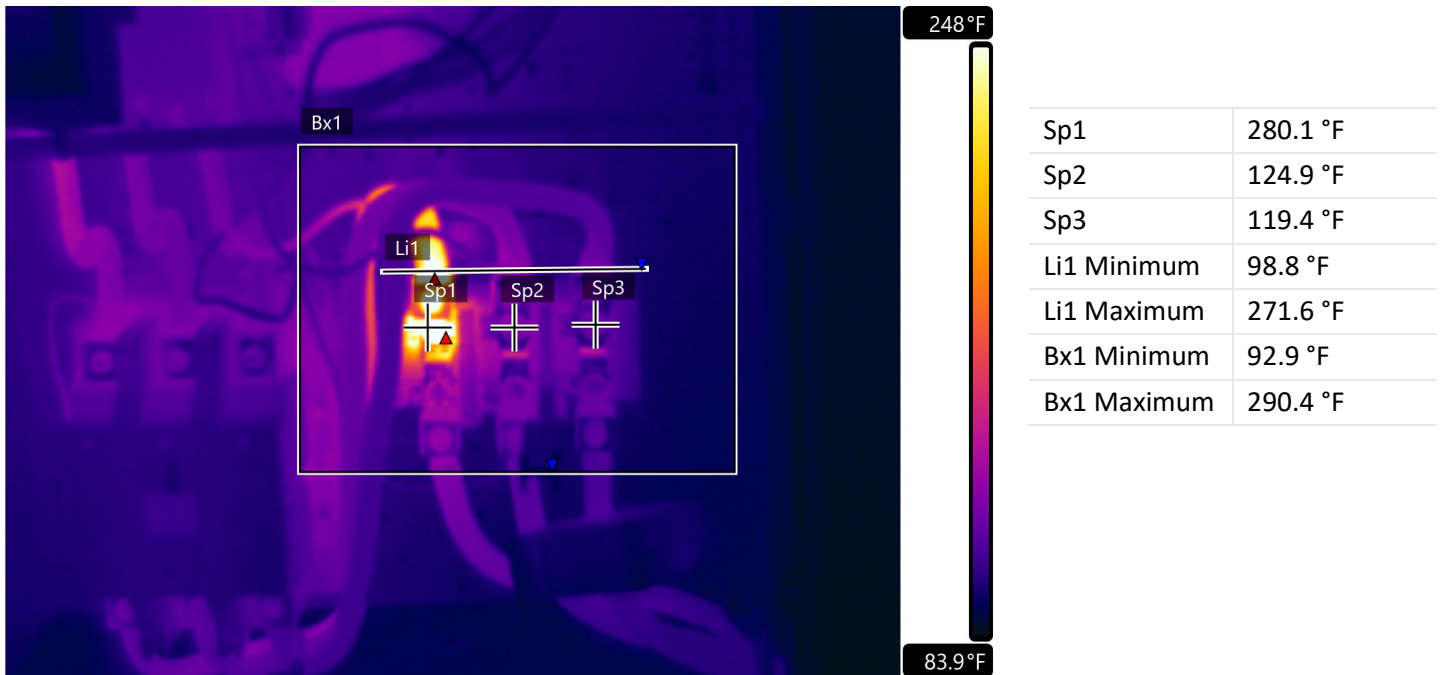 248°F
Bx1
Li1
Sp1 Sp2 Sp3
83.9°F
Sp1 280.1 °F
Sp2 124.9 °F
Sp3 119.4 °F
Li1 Minimum 98.8 °F
Li1 Maximum 271.6 °F
Bx1 Minimum 92.9 °F
Bx1 Maximum 290.4 °F